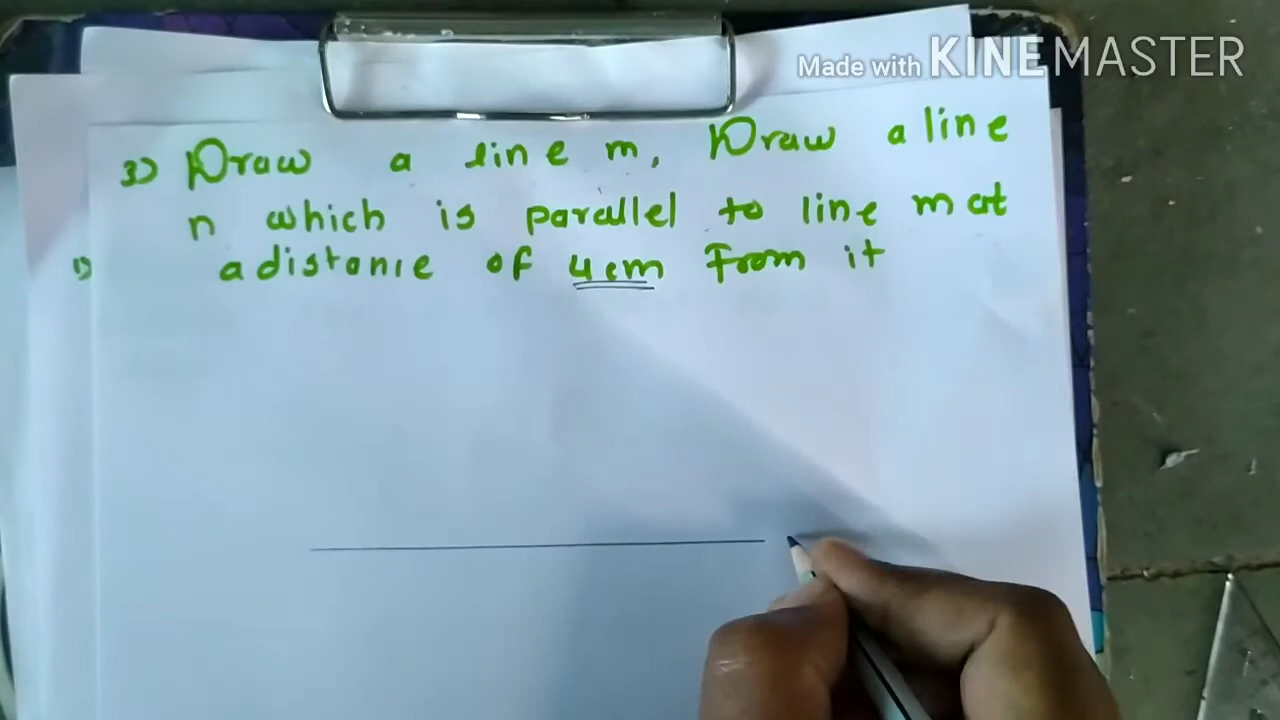 Made with KINEMASTER
3) Draw a line m, Draw a line
n which is parallel to line m at
1) a distance of 4cm From it